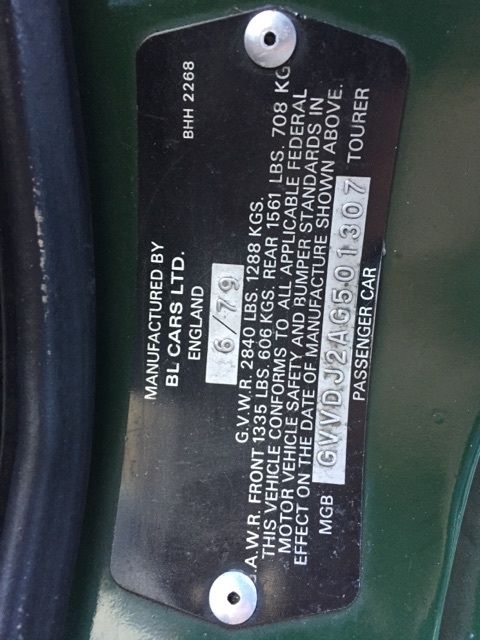 BHH 2268
MANUFACTURED BY
BL CARS LTD.
ENGLAND
6/79
G.V.W.R. 2840 LBS. 1288 KGS.
.A.W.R. FRONT 1335 LBS. 606 KGS. REAR 1561 LBS. 708 KG
THIS VEHICLE CONFORMS TO ALL APPLICABLE FEDERAL
MOTOR VEHICLE SAFETY AND BUMPER STANDARDS IN
EFFECT ON THE DATE OF MANUFACTURE SHOWN ABOVE.
MGB GVVDJ2AG501307 TOURER
PASSENGER CAR